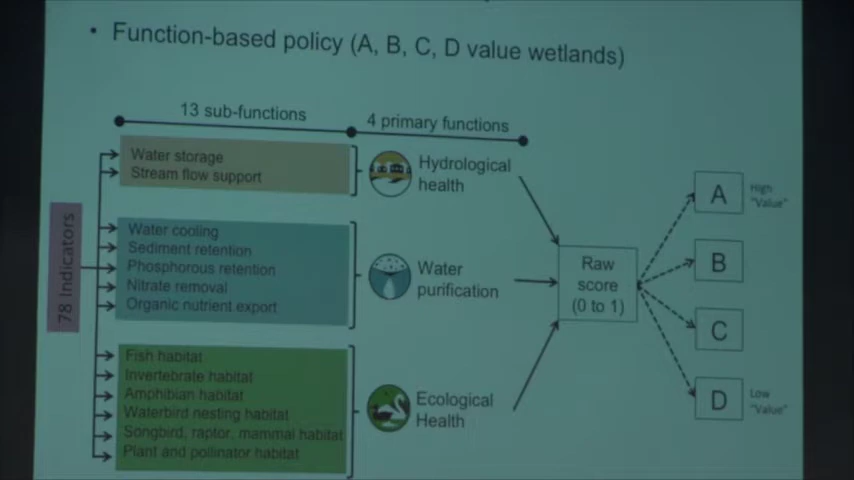 • Function-based policy (A, B, C, D value wetlands)
13 sub-functions
4 primary functions
78 Indicators
Water storage
Stream flow support
Hydrological
health
Water cooling
Sediment retention
Phosphorous retention
Nitrate removal
Organic nutrient export
Water
purification
Fish habitat
Invertebrate habitat
Amphibian habitat
Waterbird nesting habitat
Songbird, raptor, mammal habitat
Plant and pollinator habitat
Ecological
Health
Raw
score
(0 to 1)
A
High
"Value"
B
C
D
Low
"Value"